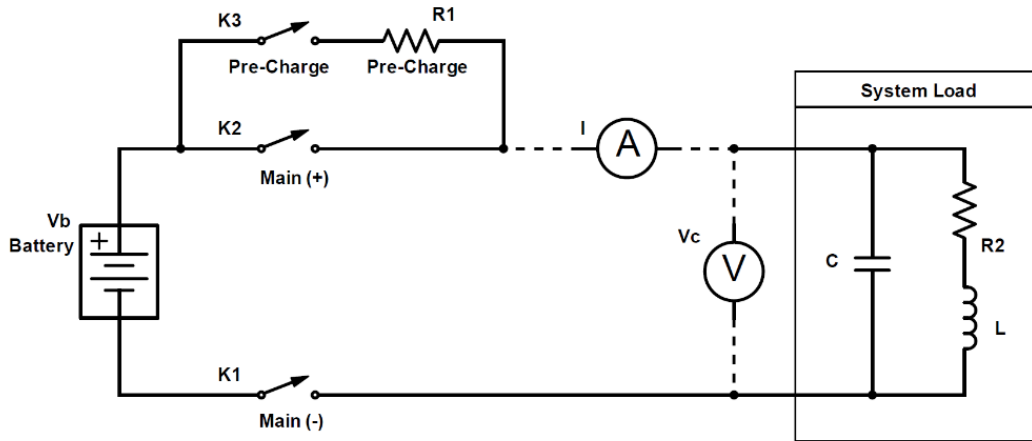 K3
R1
Pre-Charge
Pre-Charge
K2
I
A
Main (+)
System Load
Vb
Battery
+
Vc
V
C
R2
L
K1
Main (-)